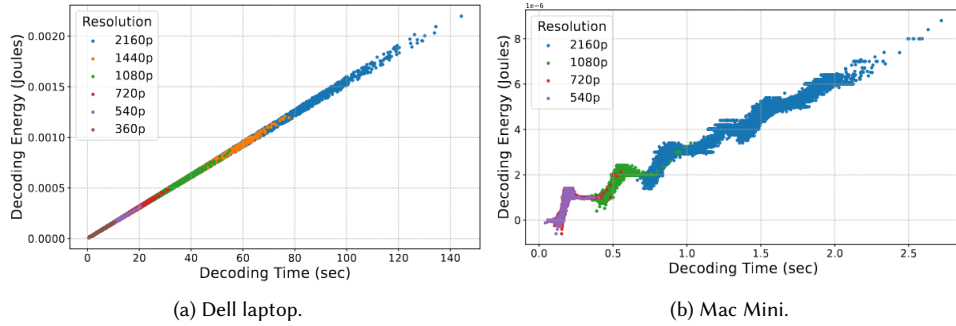 Decoding Energy (Joules)
0.0020
0.0015
0.0010
0.0005
0.0000
Resolution
2160p
1440p
1080p
720p
540p
360p
0 20 40 60 80 100 120 140
Decoding Time (sec)
(a) Dell laptop.
1e-6
Decoding Energy (Joules)
8
6
4
2
0
Resolution
2160p
1080p
720p
540p
0.0 0.5 1.0 1.5 2.0 2.5
Decoding Time (sec)
(b) Mac Mini.